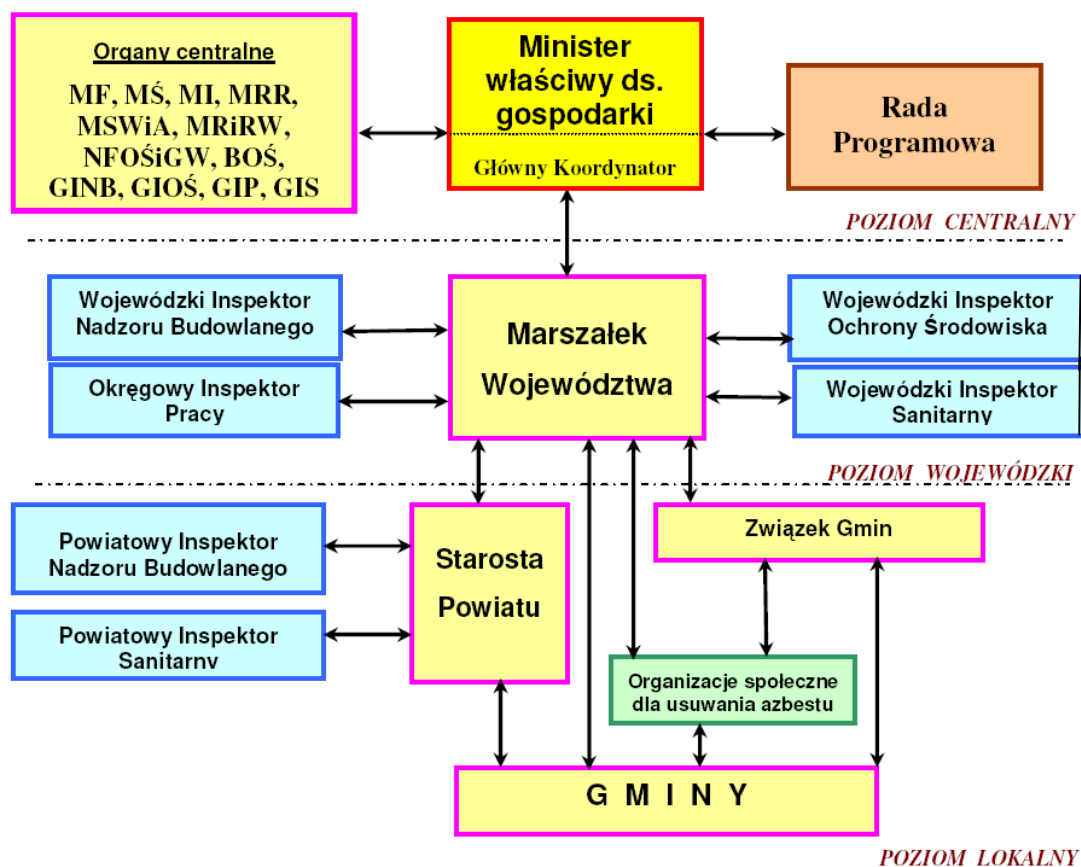 Organy centralne
MF, MŚ, MI, MRR,
MSWiA, MRiRW,
NFOŚiGW, BOŚ,
GINB, GIOŚ, GIP, GIS
Minister
właściwy ds.
gospodarki
Główny Koordynator
Rada
Programowa
POZIOM CENTRALNY
Wojewódzki Inspektor
Nadzoru Budowlanego
Okręgowy Inspektor
Pracy
Marszałek
Województwa
Wojewódzki Inspektor
Ochrony Środowiska
Wojewódzki Inspektor
Sanitarny
POZIOM WOJEWÓDZKI
Powiatowy Inspektor
Nadzoru Budowlanego
Powiatowy Inspektor
Sanitarny
Starosta
Powiatu
Związek Gmin
Organizacje społeczne
dla usuwania azbestu
G M I N Y
POZIOM LOKALNY